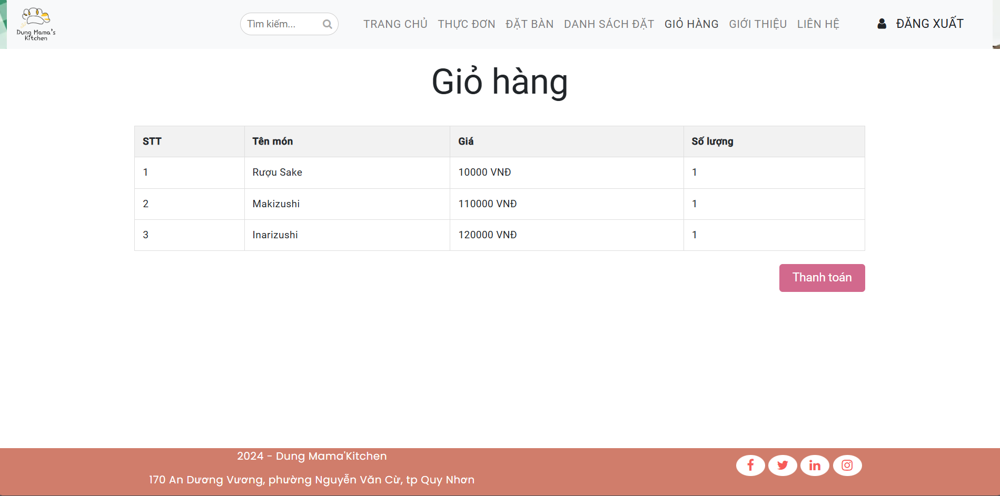 Dung Mama's
Kitchen
Tìm kiếm...
TRANG CHỦ THỰC ĐƠN ĐẶT BÀN DANH SÁCH ĐẶT GIỎ HÀNG GIỚI THIỆU LIÊN HỆ
ĐĂNG XUẤT
Giỏ hàng
STT Tên món Giá Số lượng
1 Rượu Sake 10000 VNĐ 1
2 Makizushi 110000 VNĐ 1
3 Inarizushi 120000 VNĐ 1
Thanh toán
2024 - Dung Mama'Kitchen
170 An Dương Vương, phường Nguyễn Văn Cừ, tp Quy Nhơn